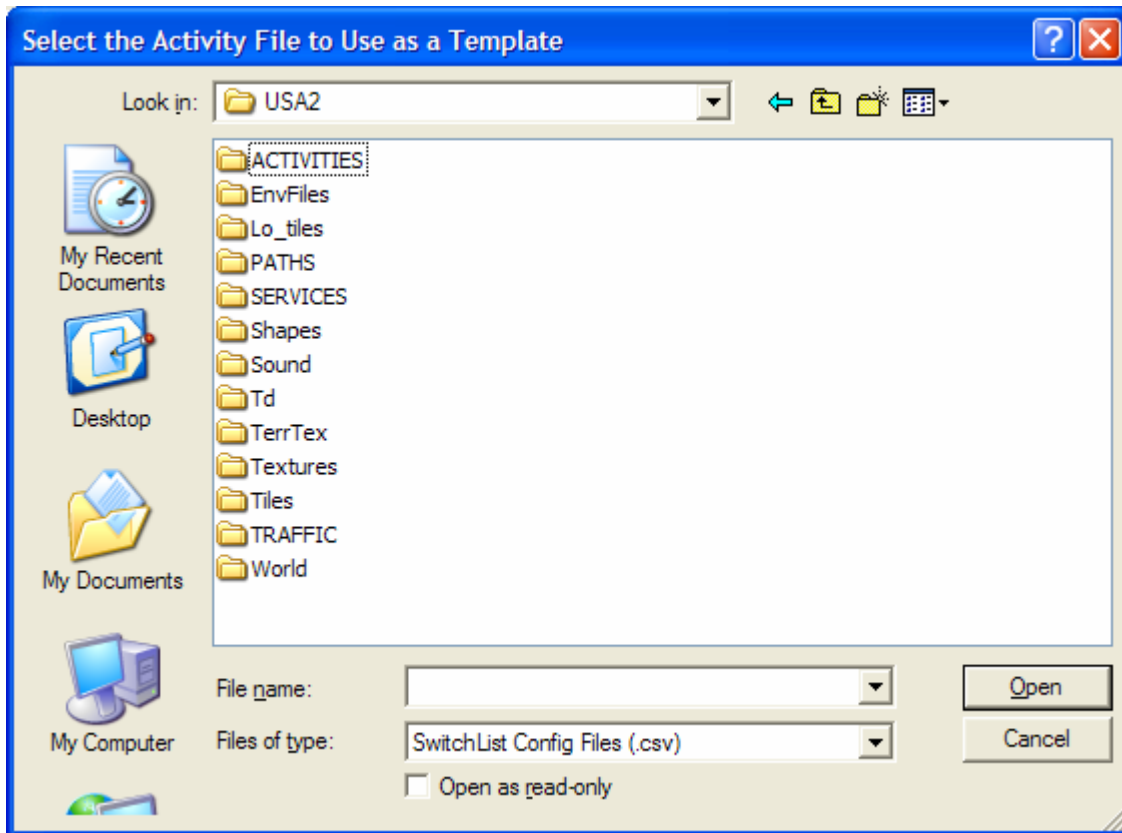 Select the Activity File to Use as a Template
Look in:
USA2
My Recent
Documents
Desktop
My Documents
My Computer
ACTIVITIES
EnvFiles
Lo_tiles
PATHS
SERVICES
Shapes
Sound
Td
TerrTex
Textures
Tiles
TRAFFIC
World
File name:
Open
Files of type:
SwitchList Config Files (.csv)
Cancel
Open as read-only